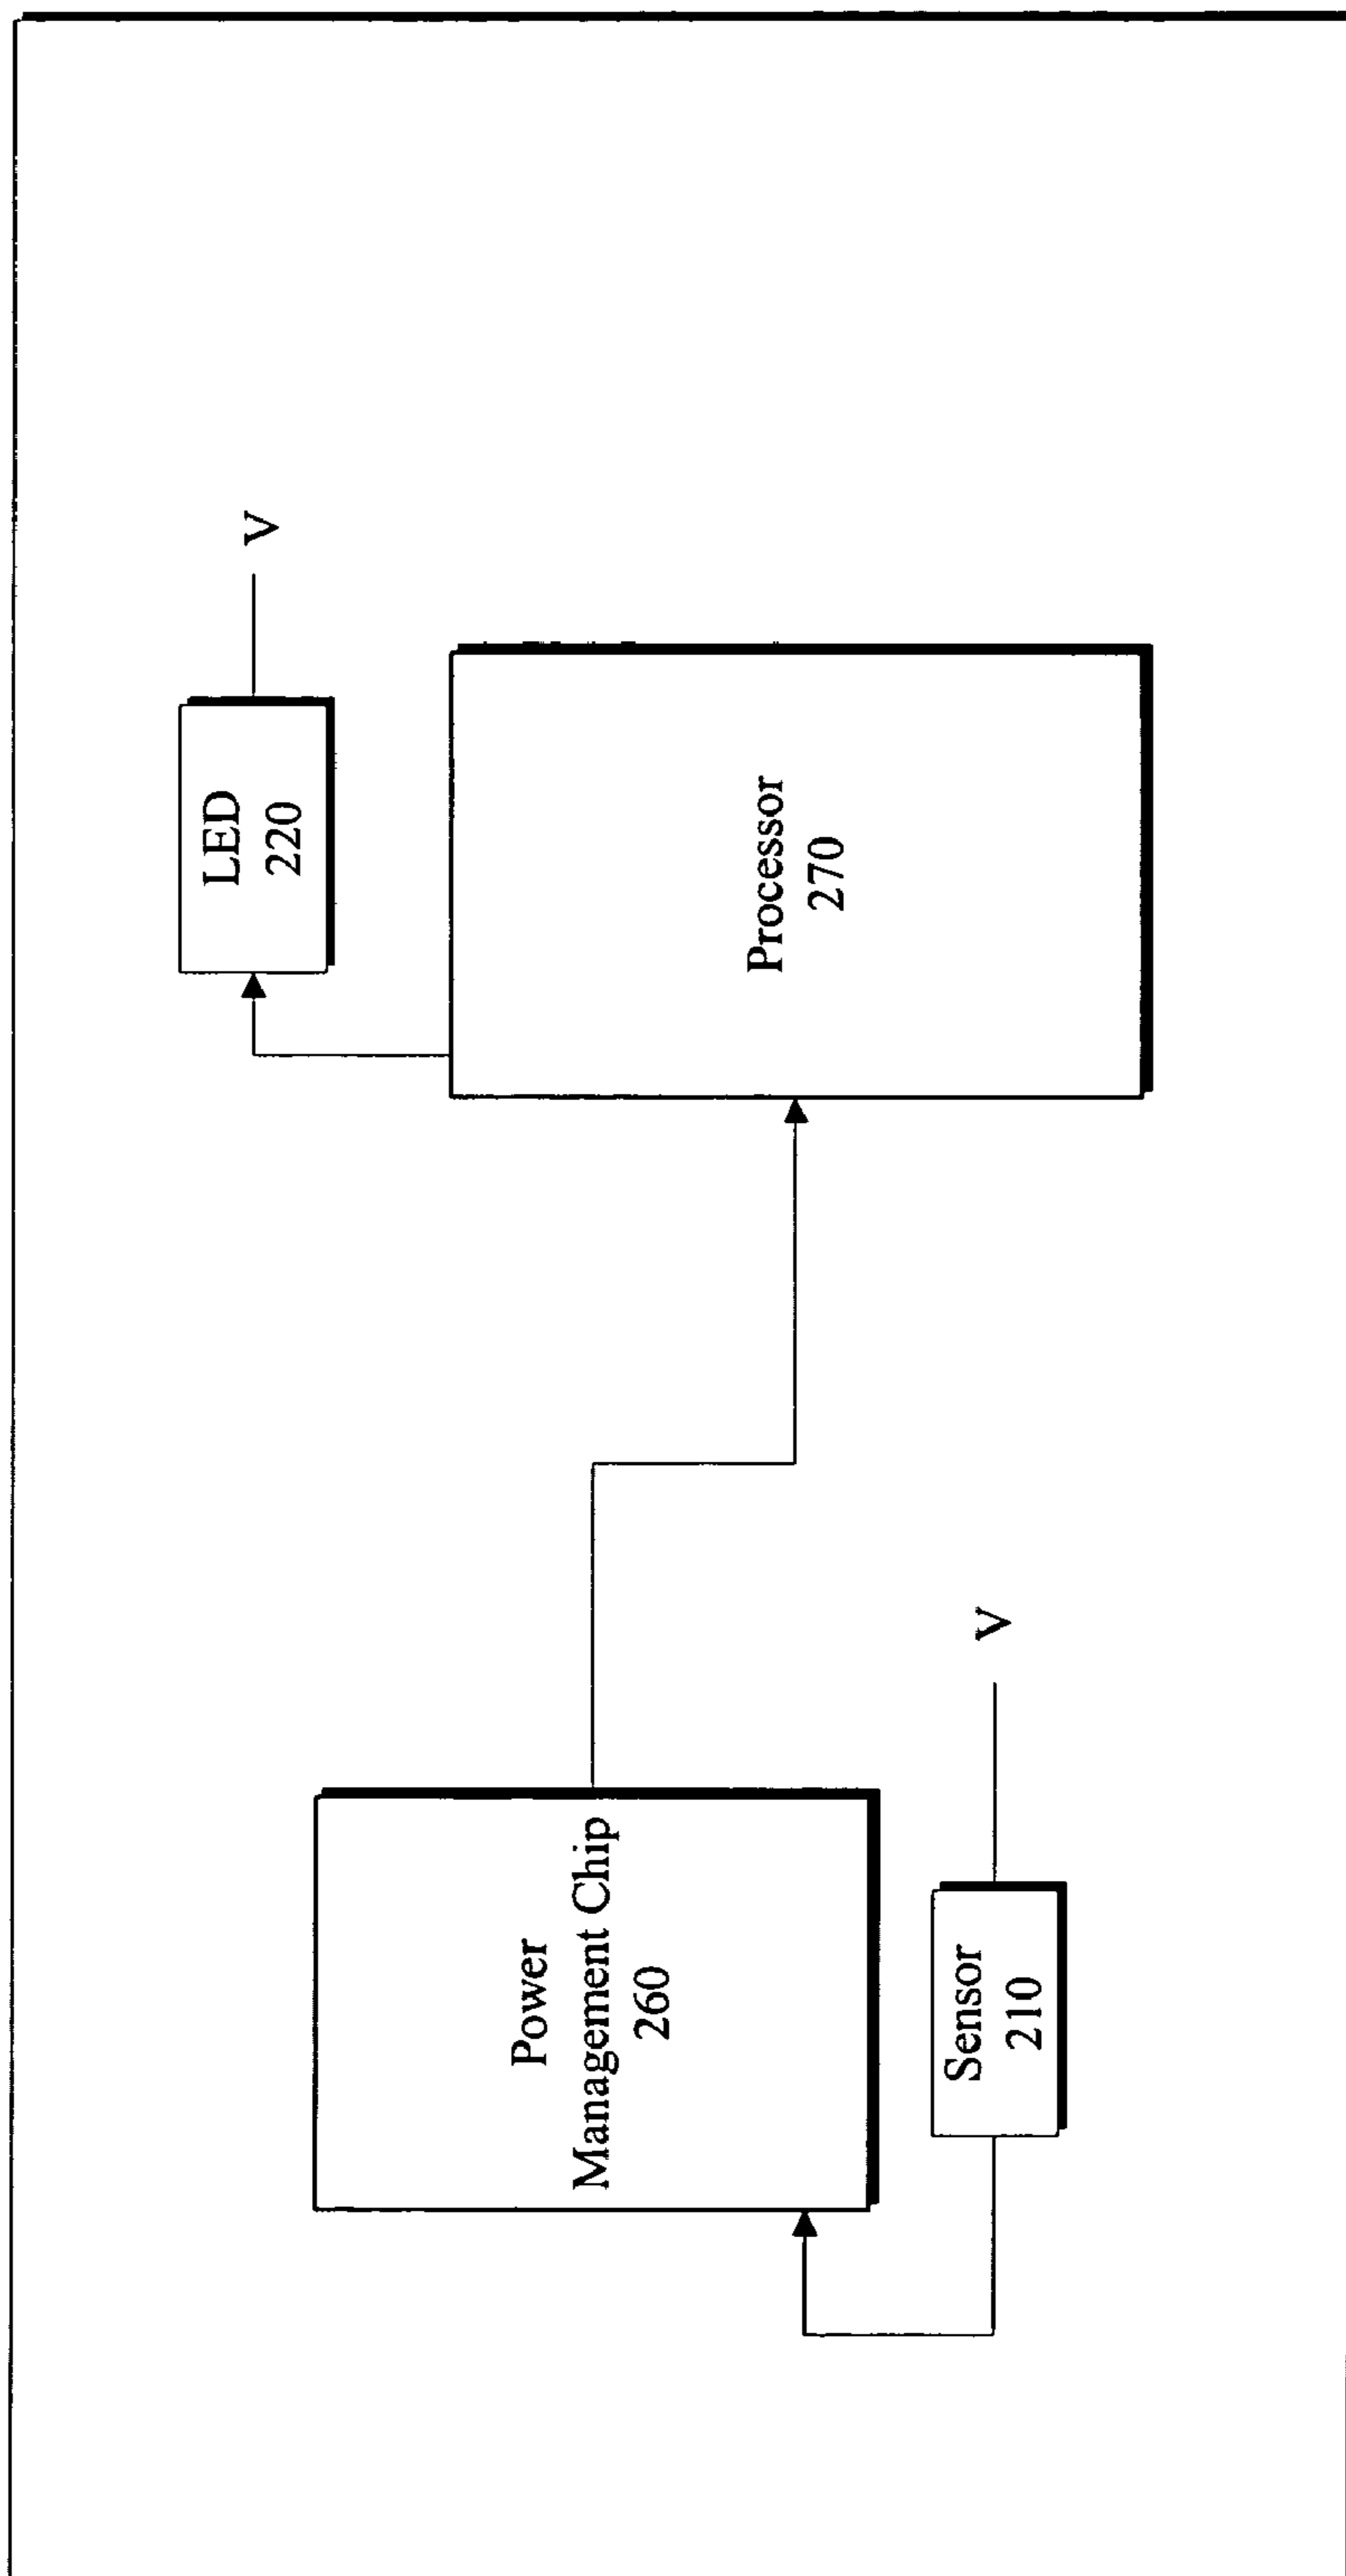 LED
220
V
Processor
270
Power
Management Chip
260
Sensor
210
V